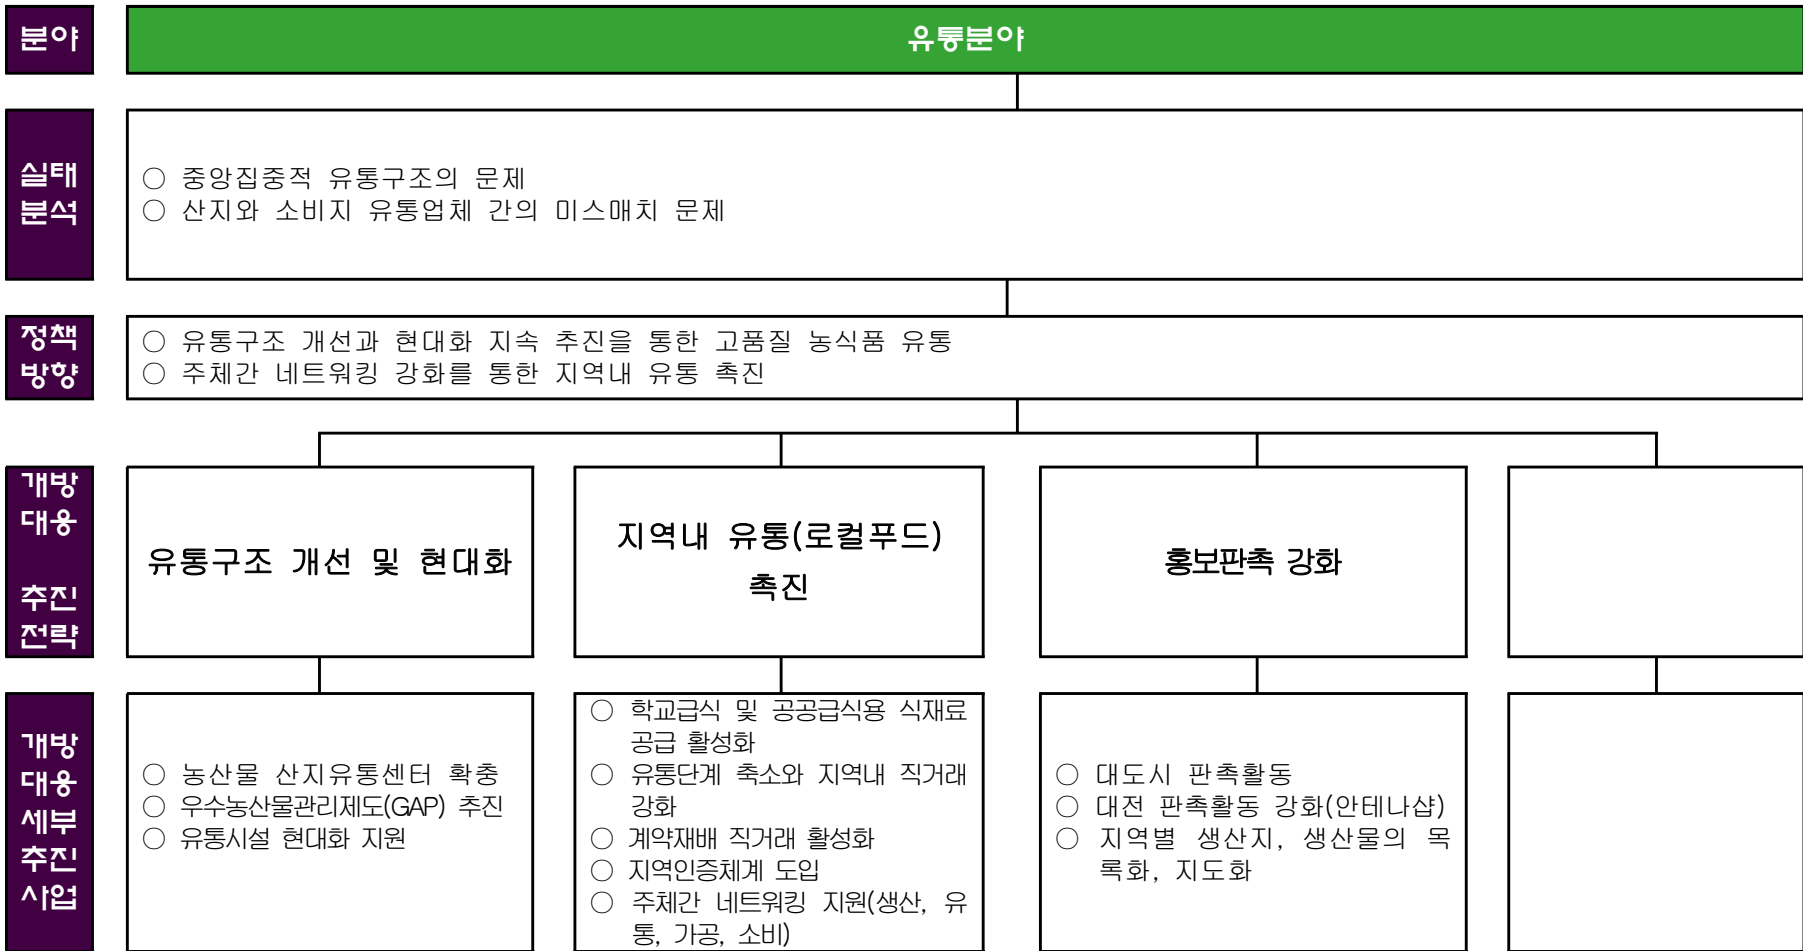 분야
유통분야
실태
분석
○ 중앙집중적 유통구조의 문제
○ 산지와 소비지 유통업체 간의 미스매치 문제
정책
방향
○ 유통구조 개선과 현대화 지속 추진을 통한 고품질 농식품 유통
○ 주체간 네트워킹 강화를 통한 지역내 유통 촉진
개방
대응
추진
전략
유통구조 개선 및 현대화
지역내 유통(로컬푸드)
촉진
홍보판촉 강화
개방
대응
세부
추진
사업
○ 농산물 산지유통센터 확충
○ 우수농산물관리제도(GAP) 추진
○ 유통시설 현대화 지원
○ 학교급식 및 공공급식용 식재료
공급 활성화
○ 유통단계 축소와 지역내 직거래
강화
○ 계약재배 직거래 활성화
○ 지역인증체계 도입
○ 주체간 네트워킹 지원(생산, 유
통, 가공, 소비)
○ 대도시 판촉활동
○ 대전 판촉활동 강화(안테나샵)
○ 지역별 생산지, 생산물의 목
록화, 지도화